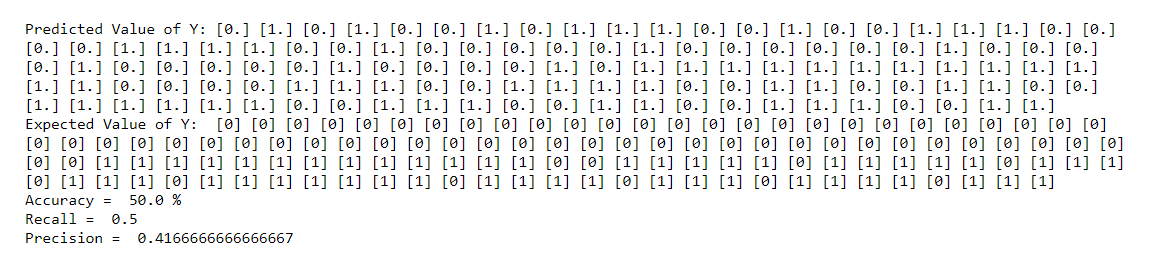 Predicted Value of Y: [0.] [1.] [0.] [1.] [0.] [0.] [1.] [0.] [1.] [1.] [1.] [0.] [0.] [1.] [0.] [0.] [1.] [1.] [1.] [0.] [0.]
[0.] [0.] [1.] [1.] [1.] [1.] [0.] [0.] [1.] [0.] [0.] [0.] [0.] [0.] [1.] [0.] [0.] [0.] [0.] [0.] [0.] [1.] [0.] [0.] [0.]
[0.] [1.] [0.] [0.] [0.] [0.] [0.] [1.] [0.] [0.] [0.] [0.] [1.] [0.] [1.] [1.] [1.] [1.] [1.] [1.] [1.] [1.] [1.] [1.] [1.]
[1.] [1.] [0.] [0.] [0.] [0.] [1.] [1.] [1.] [0.] [0.] [1.] [1.] [1.] [1.] [0.] [0.] [1.] [1.] [0.] [0.] [1.] [1.] [0.] [0.]
[1.] [1.] [1.] [1.] [1.] [1.] [0.] [0.] [1.] [1.] [1.] [0.] [0.] [1.] [1.] [0.] [0.] [1.] [1.] [1.] [0.] [0.] [1.] [1.]
Expected Value of Y:  [0] [0] [0] [0] [0] [0] [0] [0] [0] [0] [0] [0] [0] [0] [0] [0] [0] [0] [0] [0] [0] [0] [0] [0] [0] [0]
[0] [0] [0] [0] [0] [0] [0] [0] [0] [0] [0] [0] [0] [0] [0] [0] [0] [0] [0] [0] [0] [0] [0] [0] [0] [0] [0] [0] [0] [0] [0] [0]
[0] [0] [1] [1] [1] [1] [1] [1] [1] [1] [1] [1] [1] [1] [1] [0] [0] [1] [1] [1] [1] [1] [0] [1] [1] [1] [1] [1] [0] [1] [1] [1]
[0] [1] [1] [1] [0] [1] [1] [1] [1] [1] [1] [1] [0] [1] [1] [1] [1] [0] [1] [1] [1] [0] [1] [1] [1] [1] [0] [1] [1] [1]
Accuracy =  50.0 %
Recall =  0.5
Precision =  0.4166666666666667